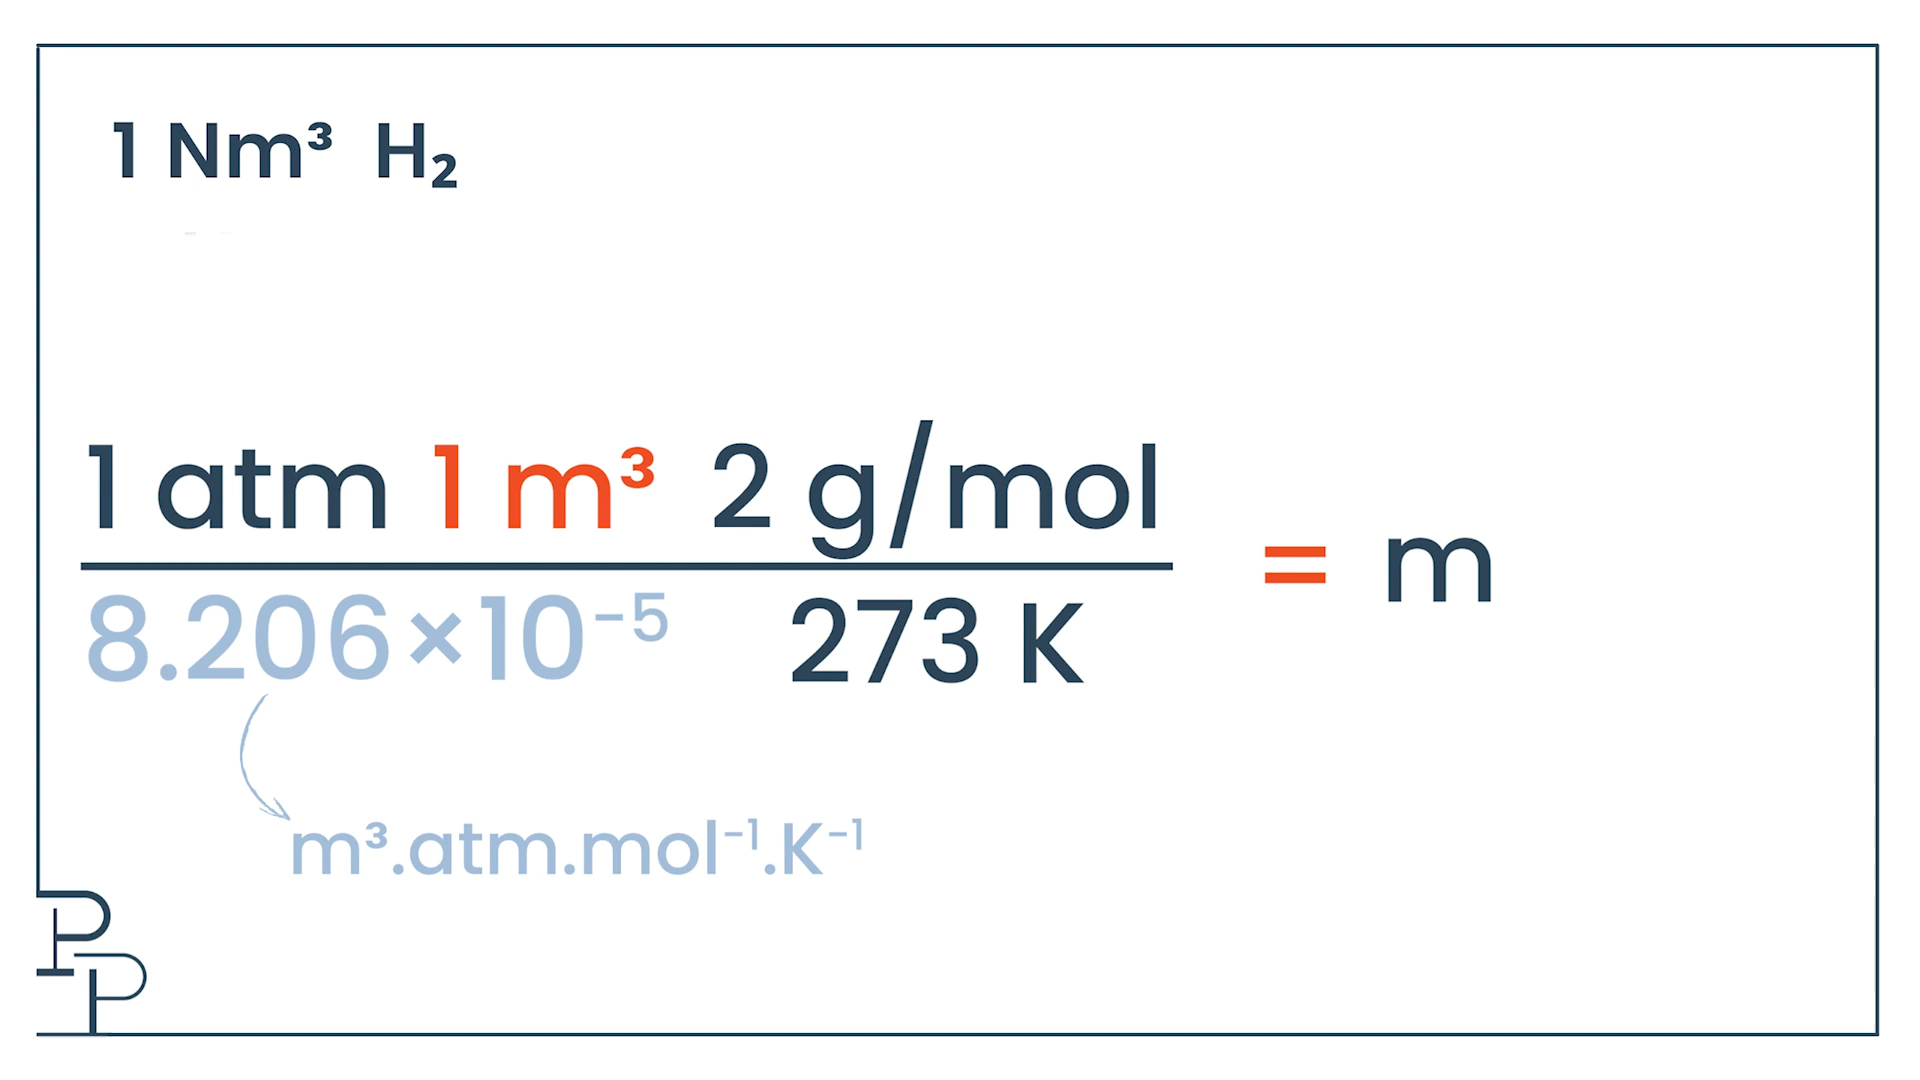 1 Nm³ H₂
1 atm 1 m³ 2 g/mol
= m
8.206×10⁻⁵ 273 K
m³.atm.mol⁻¹.K⁻¹
PP